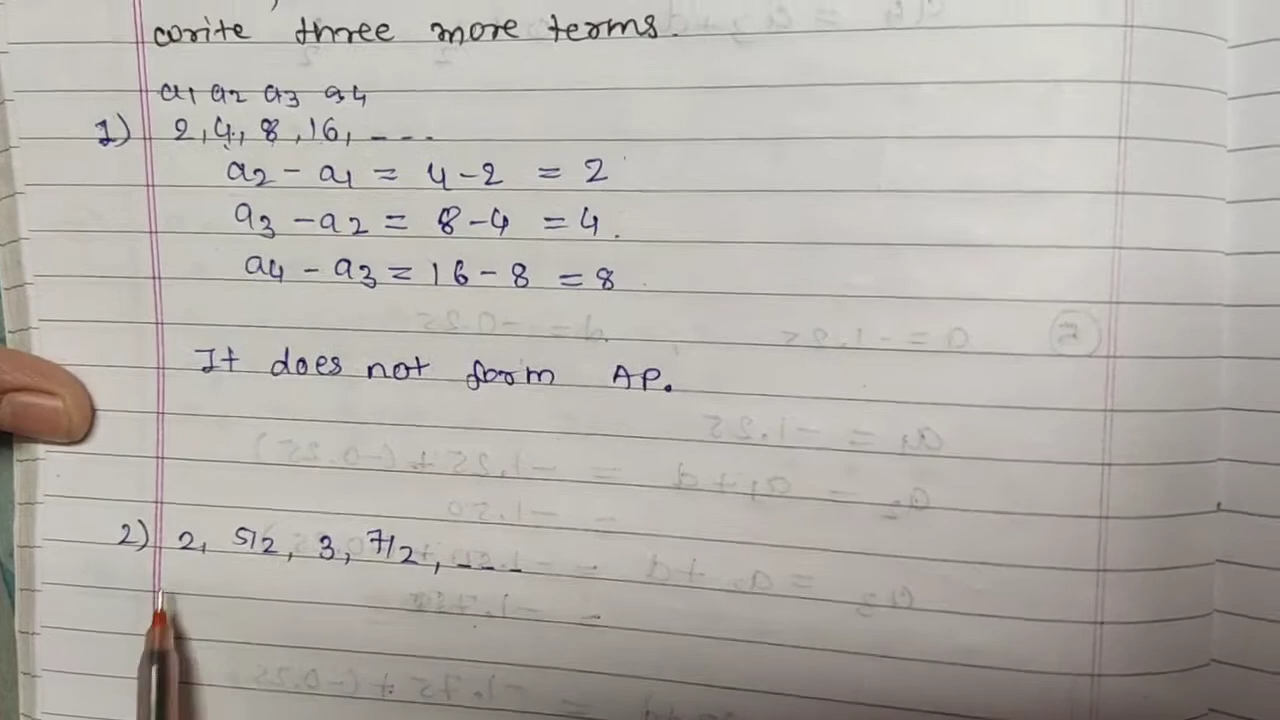 write three more terms.
a1 a2 a3 a4
1) 2, 4, 8, 16, ----
a2 - a1 = 4-2 = 2
a3 - a2 = 8-4 = 4.
a4 - a3 = 16-8 = 8
It does not form AP.
2) 2, 5/2, 3, 7/2, ----